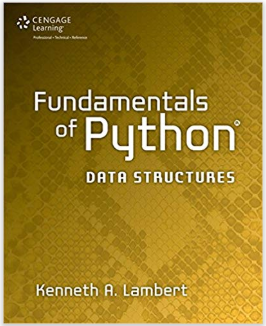 CENGAGE
Learning
Professional • Technical • Reference
Fundamentals
of Python®
DATA STRUCTURES
Kenneth A. Lambert